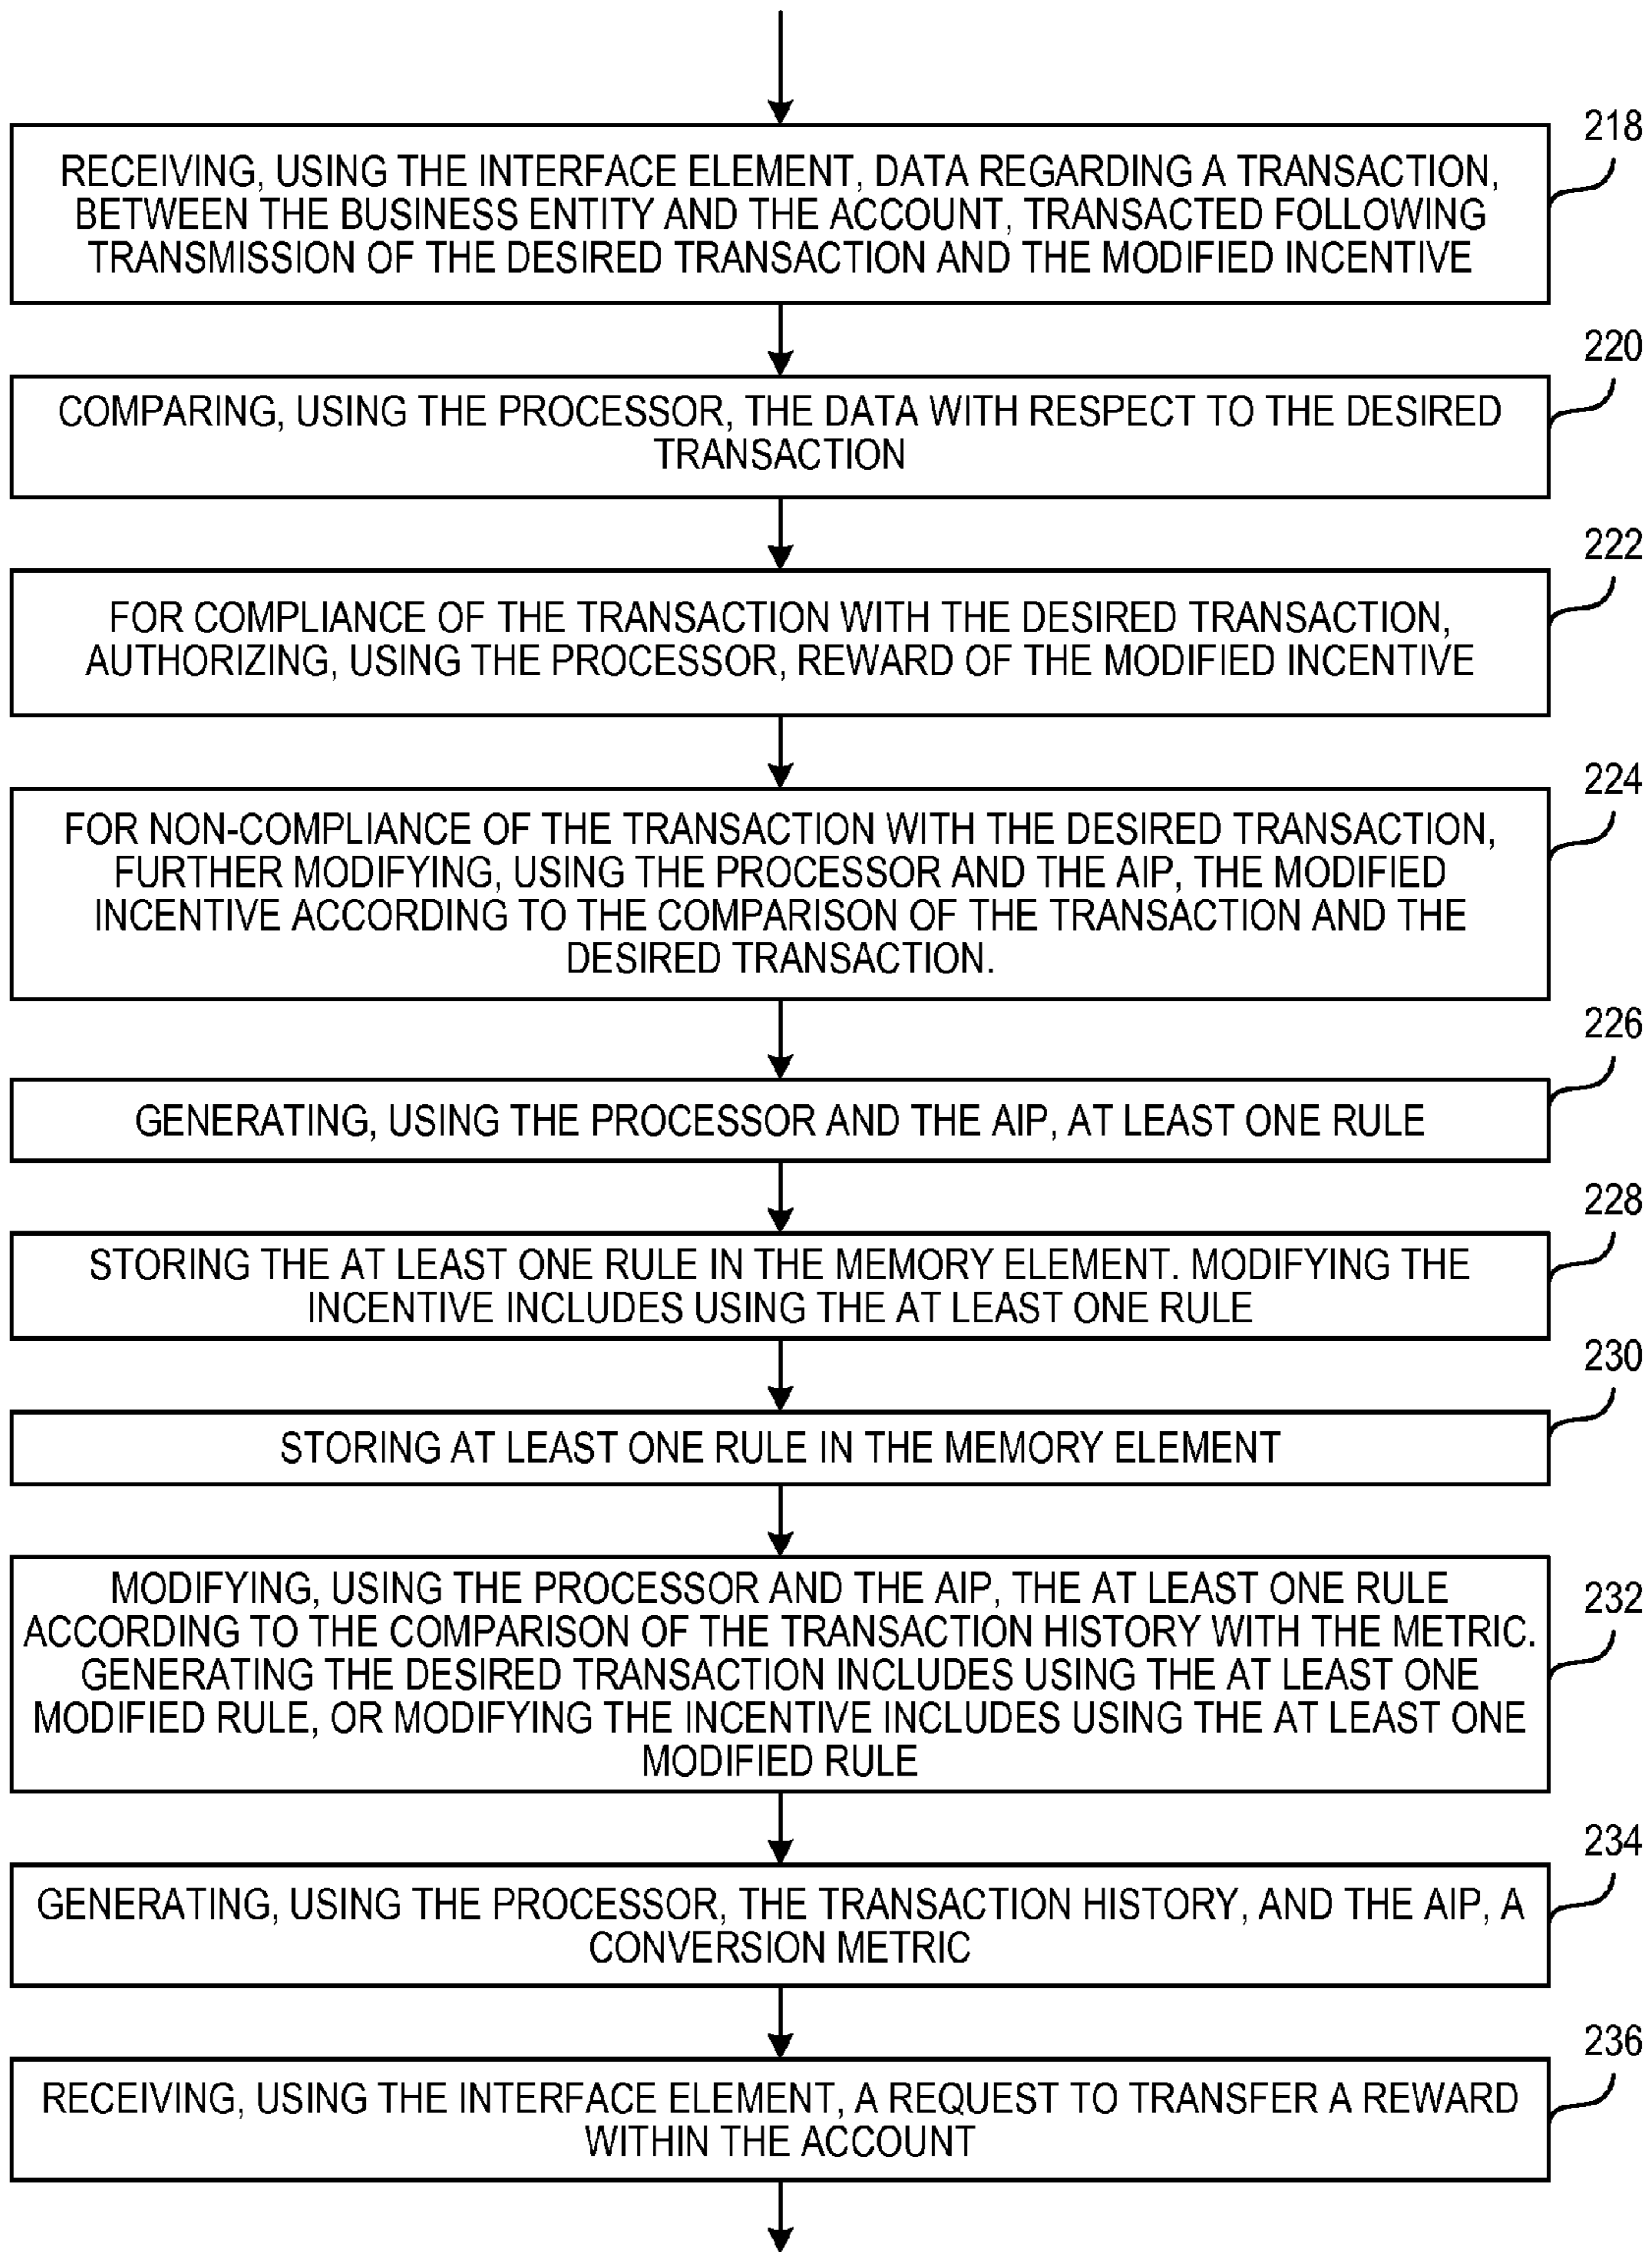 218
RECEIVING, USING THE INTERFACE ELEMENT, DATA REGARDING A TRANSACTION,
BETWEEN THE BUSINESS ENTITY AND THE ACCOUNT, TRANSACTED FOLLOWING
TRANSMISSION OF THE DESIRED TRANSACTION AND THE MODIFIED INCENTIVE
220
COMPARING, USING THE PROCESSOR, THE DATA WITH RESPECT TO THE DESIRED
TRANSACTION
222
FOR COMPLIANCE OF THE TRANSACTION WITH THE DESIRED TRANSACTION,
AUTHORIZING, USING THE PROCESSOR, REWARD OF THE MODIFIED INCENTIVE
224
FOR NON-COMPLIANCE OF THE TRANSACTION WITH THE DESIRED TRANSACTION,
FURTHER MODIFYING, USING THE PROCESSOR AND THE AIP, THE MODIFIED
INCENTIVE ACCORDING TO THE COMPARISON OF THE TRANSACTION AND THE
DESIRED TRANSACTION.
226
GENERATING, USING THE PROCESSOR AND THE AIP, AT LEAST ONE RULE
228
STORING THE AT LEAST ONE RULE IN THE MEMORY ELEMENT. MODIFYING THE
INCENTIVE INCLUDES USING THE AT LEAST ONE RULE
230
STORING AT LEAST ONE RULE IN THE MEMORY ELEMENT
232
MODIFYING, USING THE PROCESSOR AND THE AIP, THE AT LEAST ONE RULE
ACCORDING TO THE COMPARISON OF THE TRANSACTION HISTORY WITH THE METRIC.
GENERATING THE DESIRED TRANSACTION INCLUDES USING THE AT LEAST ONE
MODIFIED RULE, OR MODIFYING THE INCENTIVE INCLUDES USING THE AT LEAST ONE
MODIFIED RULE
234
GENERATING, USING THE PROCESSOR, THE TRANSACTION HISTORY, AND THE AIP, A
CONVERSION METRIC
236
RECEIVING, USING THE INTERFACE ELEMENT, A REQUEST TO TRANSFER A REWARD
WITHIN THE ACCOUNT